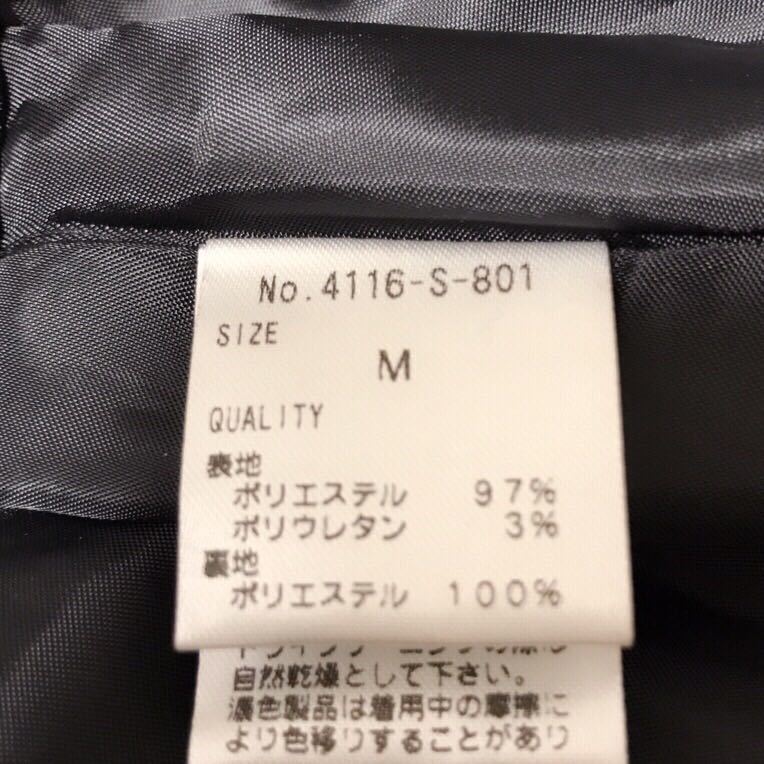 No.4116-S-801
SIZE
M
QUALITY
表地
ポリエステル 97%
ポリウレタン 3%
裏地
ポリエステル 100%
自然乾燥として下さい。
濃色製品は着用中の摩擦に
より色移りすることがあり